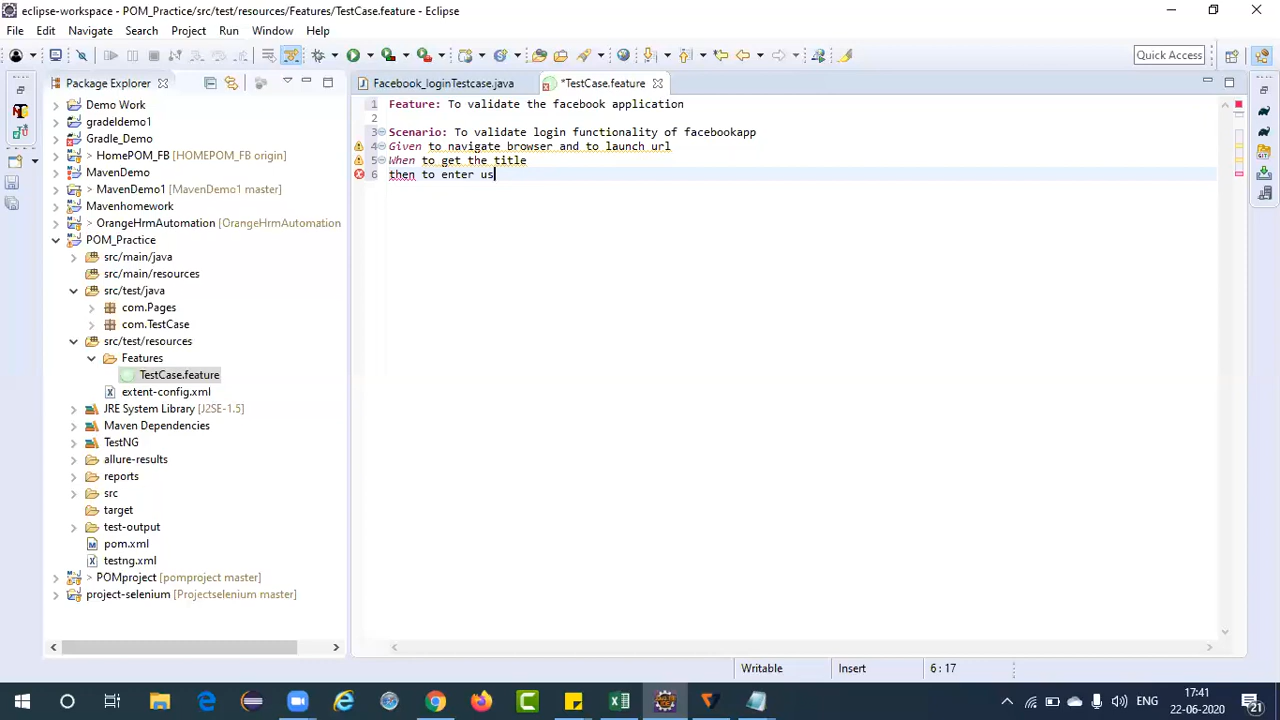 eclipse-workspace - POM_Practice/src/test/resources/Features/TestCase.feature - Eclipse
File Edit Navigate Search Project Run Window Help
Quick Access
Package Explorer
Facebook_loginTestcase.java
*TestCase.feature
Demo Work
gradeldemo1
Gradle_Demo
> HomePOM_FB [HOMEPOM_FB origin]
MavenDemo
> MavenDemo1 [MavenDemo1 master]
Mavenhomework
> OrangeHrmAutomation [OrangeHrmAutomation
POM_Practice
src/main/java
src/main/resources
src/test/java
com.Pages
com.TestCase
src/test/resources
Features
TestCase.feature
extent-config.xml
JRE System Library [J2SE-1.5]
Maven Dependencies
TestNG
allure-results
reports
src
target
test-output
pom.xml
testng.xml
> POMproject [pomproject master]
> project-selenium [Projectselenium master]
1 Feature: To validate the facebook application
2
3 Scenario: To validate login functionality of facebookapp
4 Given to navigate browser and to launch url
5 When to get the title
6 then to enter us
Writable Insert 6 : 17
ENG
17:41
22-06-2020
21